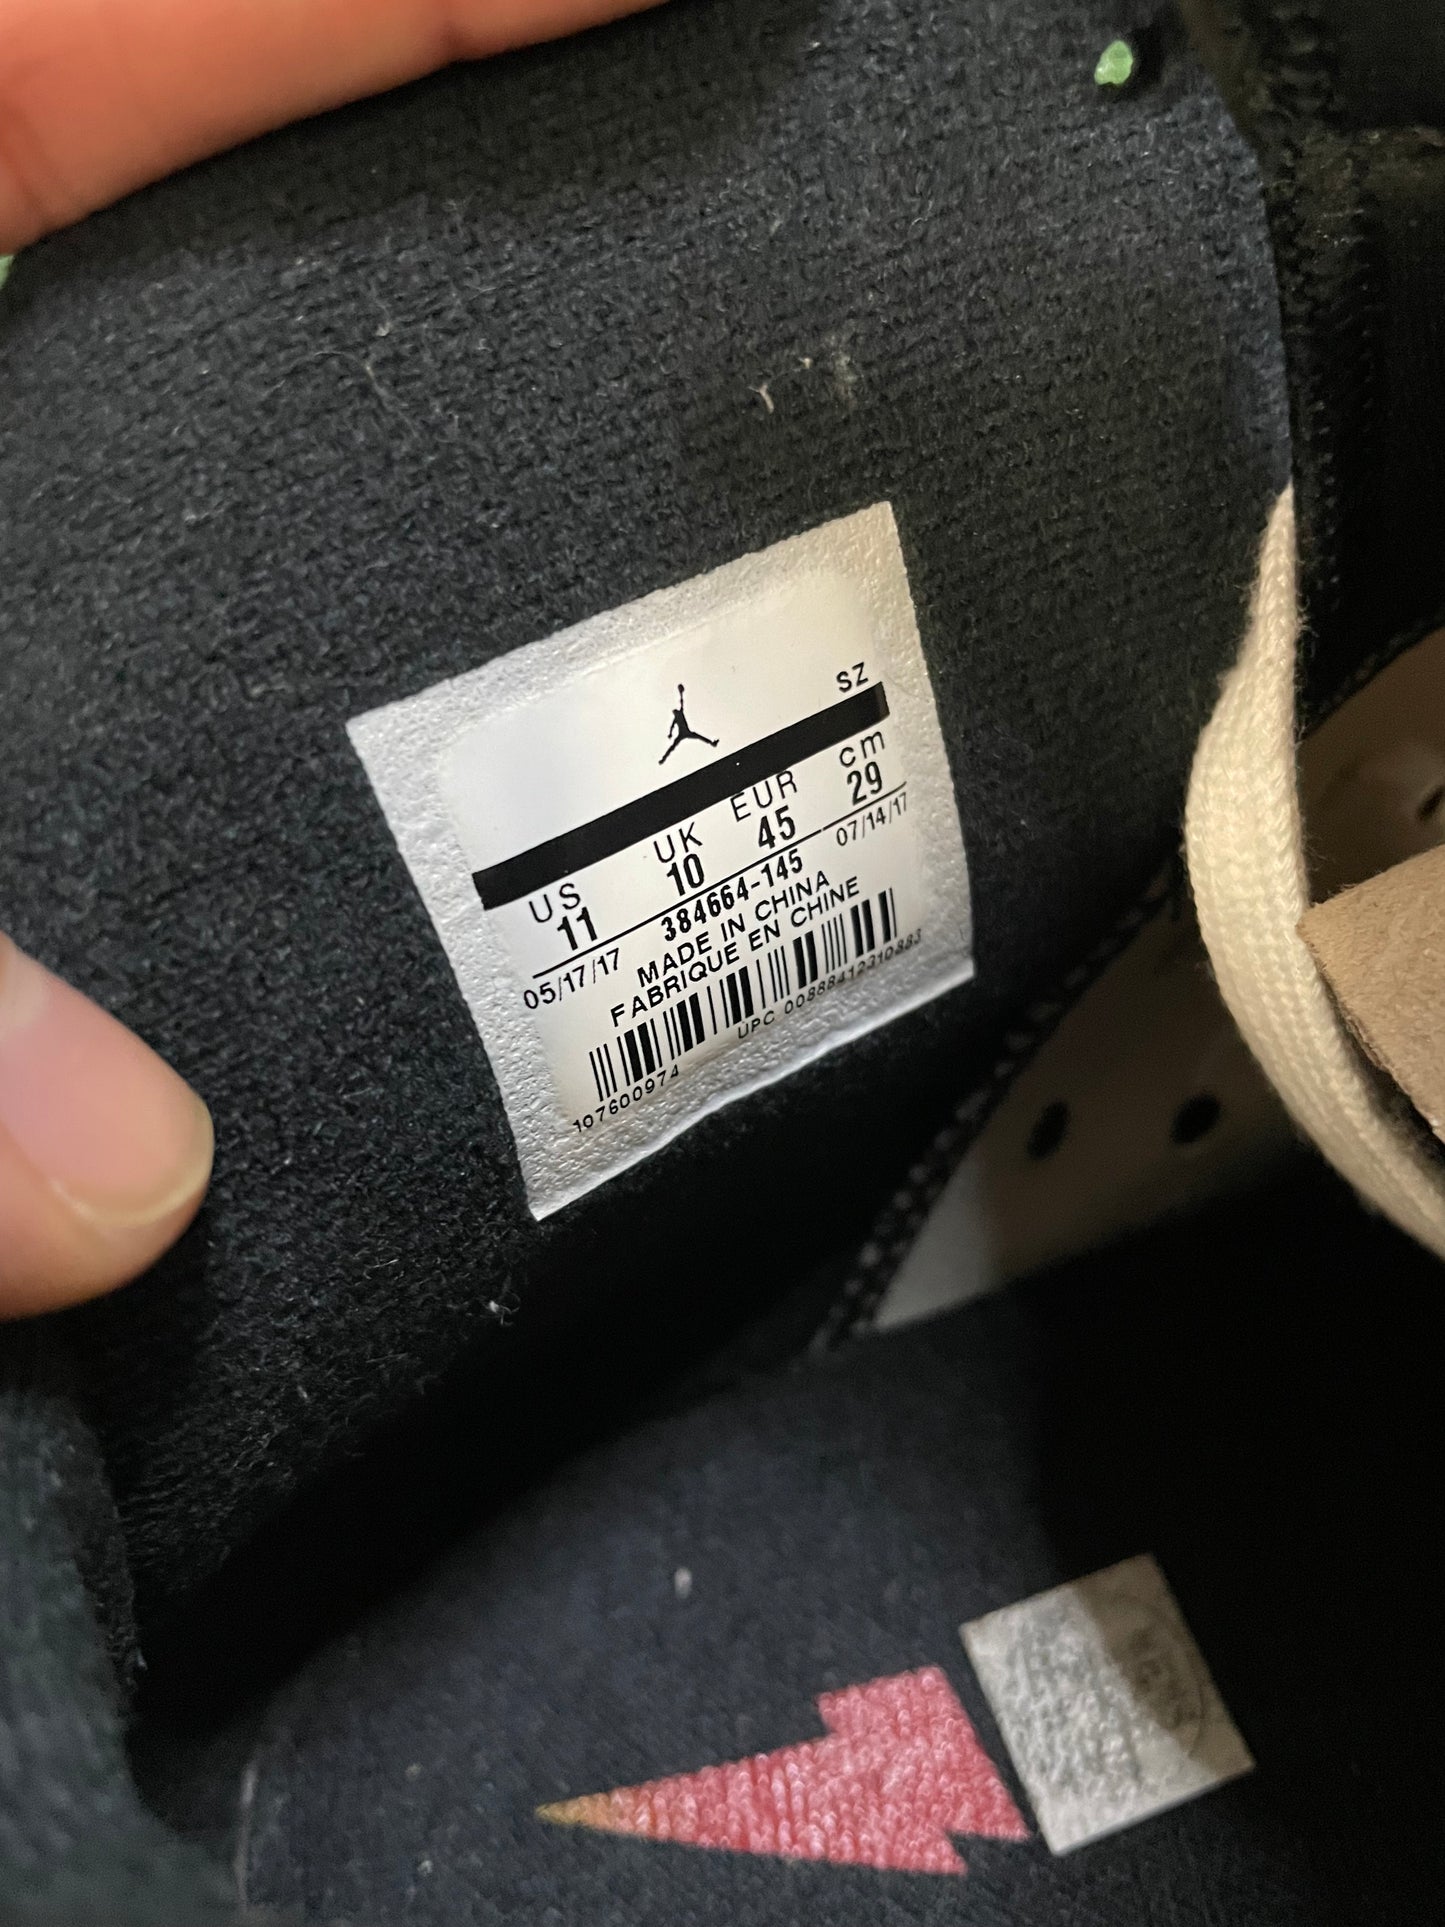 SZ
US UK EUR cm
11 10 45 29
05/17/17 384664-145 07/14/17
MADE IN CHINA
FABRIQUE EN CHINE
UPC 00888412310883
107600974